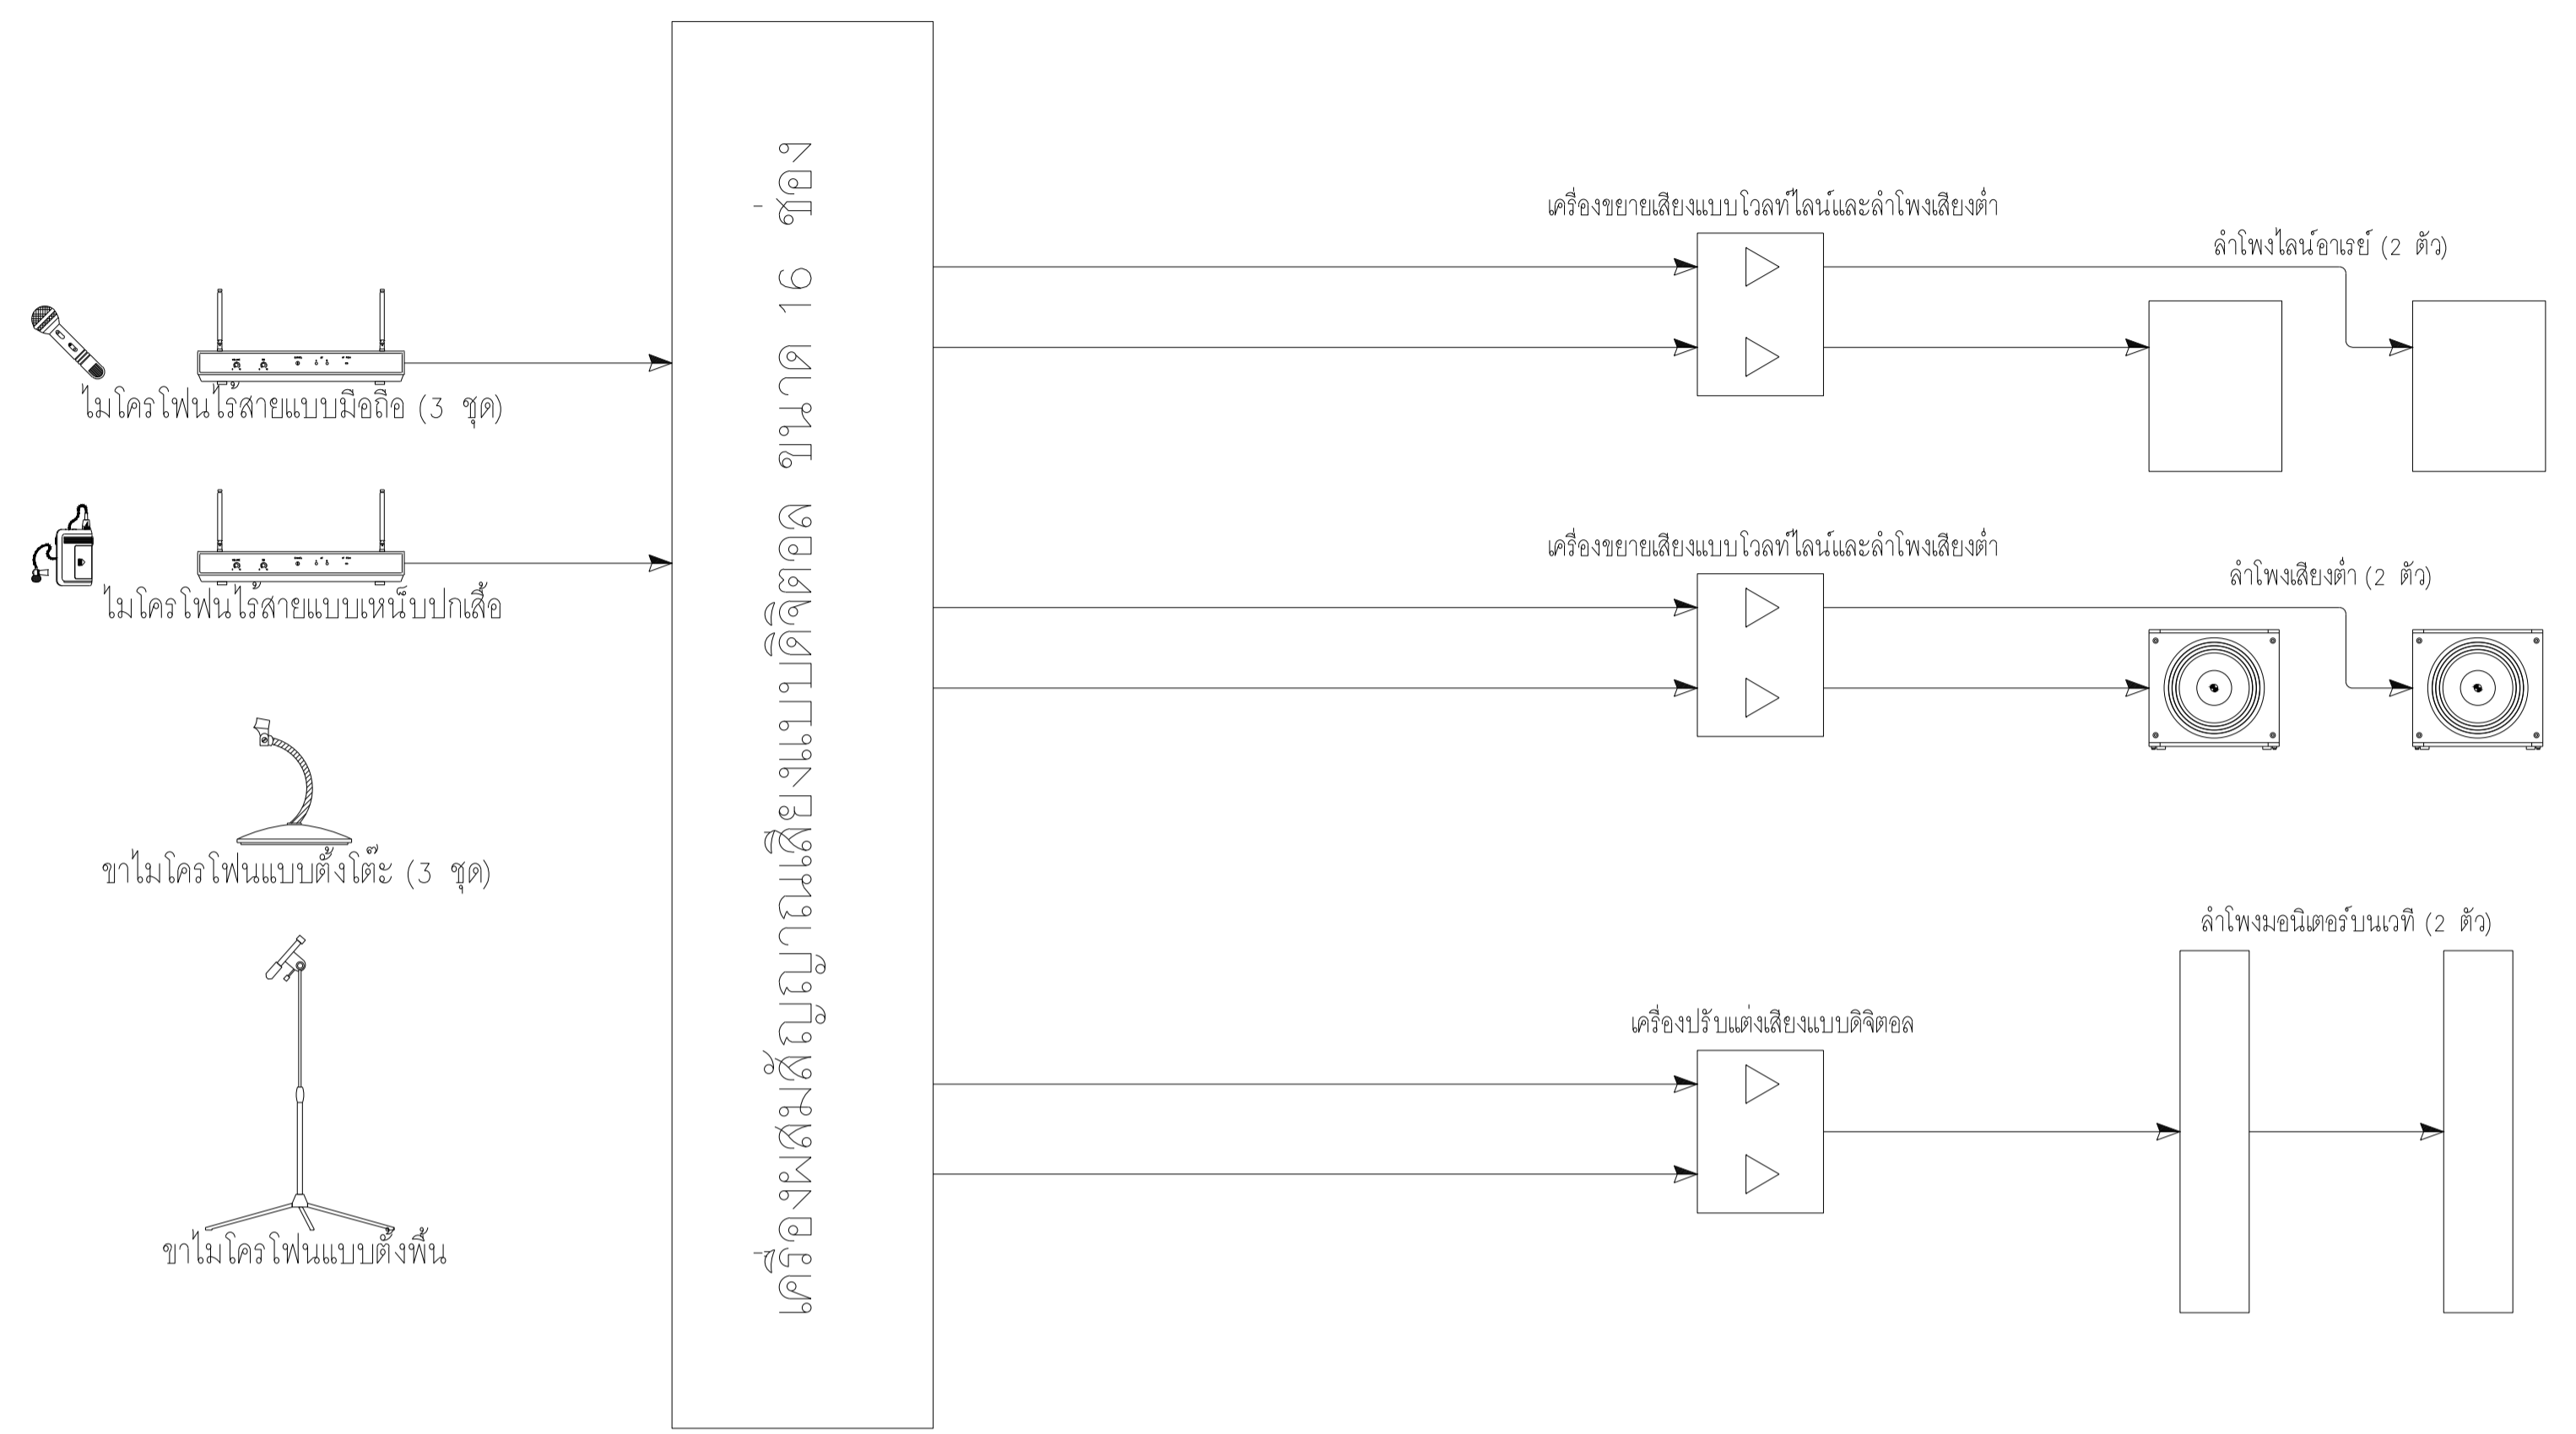 ไมโครโฟนไร้สายแบบมือถือ (3 ชุด)
ไมโครโฟนไร้สายแบบเหน็บปกเสื้อ
ขาไมโครโฟนแบบตั้งโต๊ะ (3 ชุด)
ขาไมโครโฟนแบบตั้งพื้น
เครื่องผสมสัญญาณเสียงแบบดิจิตอล ขนาด 16 ช่อง
เครื่องขยายเสียงแบบโวลท์ไลน์และลำโพงเสียงต่ำ
ลำโพงไลน์อาเรย์ (2 ตัว)
เครื่องขยายเสียงแบบโวลท์ไลน์และลำโพงเสียงต่ำ
ลำโพงเสียงต่ำ (2 ตัว)
ลำโพงมอนิเตอร์บนเวที (2 ตัว)
เครื่องปรับแต่งเสียงแบบดิจิตอล